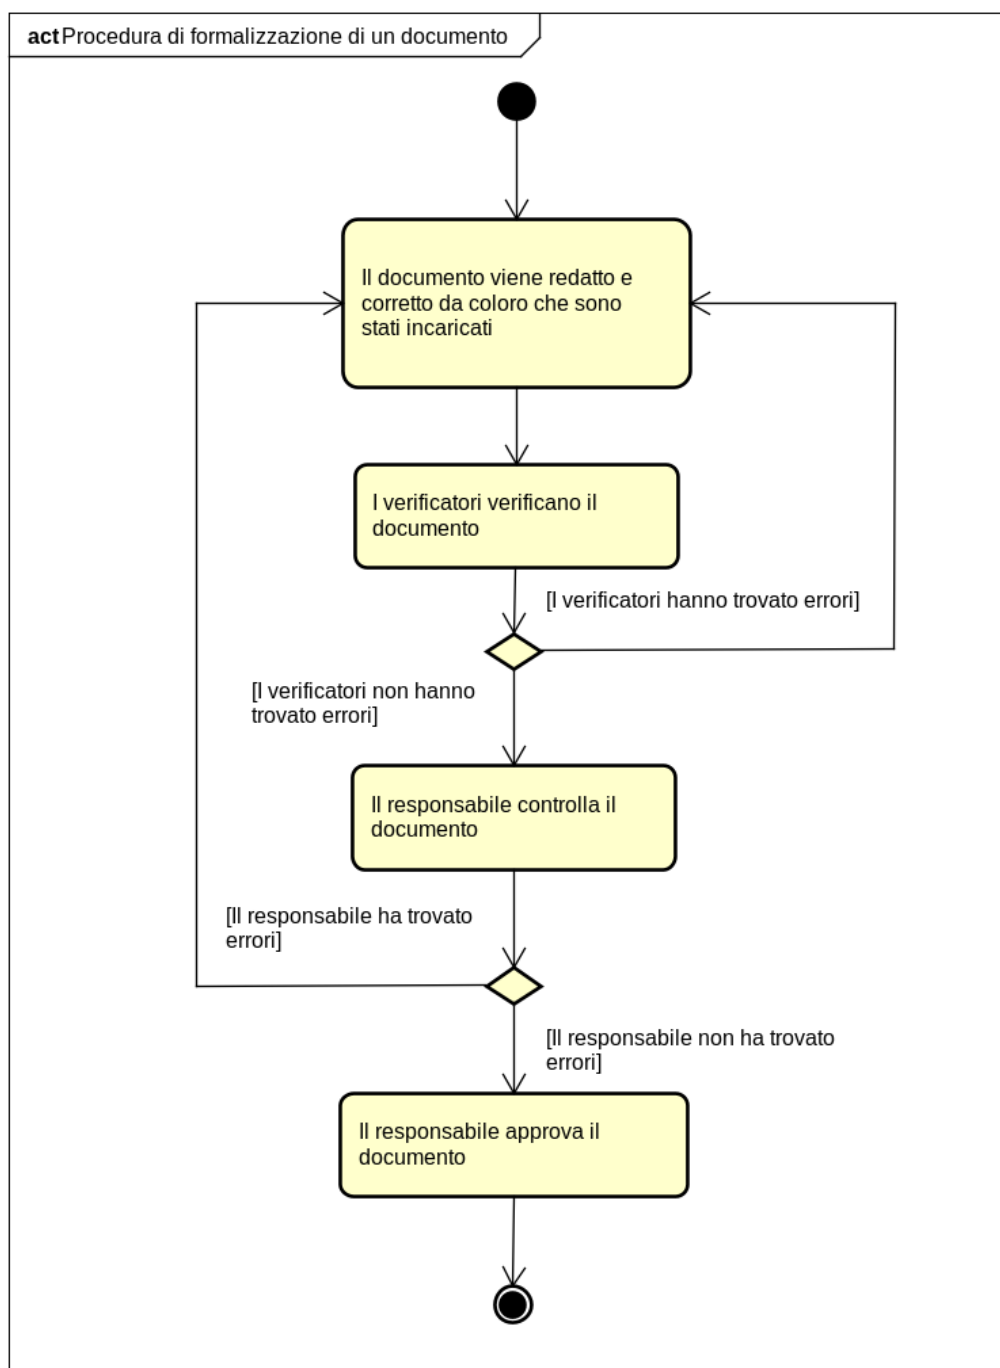 act Procedura di formalizzazione di un documento
Il documento viene redatto e
corretto da coloro che sono
stati incaricati
I verificatori verificano il
documento
[I verificatori hanno trovato errori]
[I verificatori non hanno
trovato errori]
Il responsabile controlla il
documento
[Il responsabile ha trovato
errori]
[Il responsabile non ha trovato
errori]
Il responsabile approva il
documento